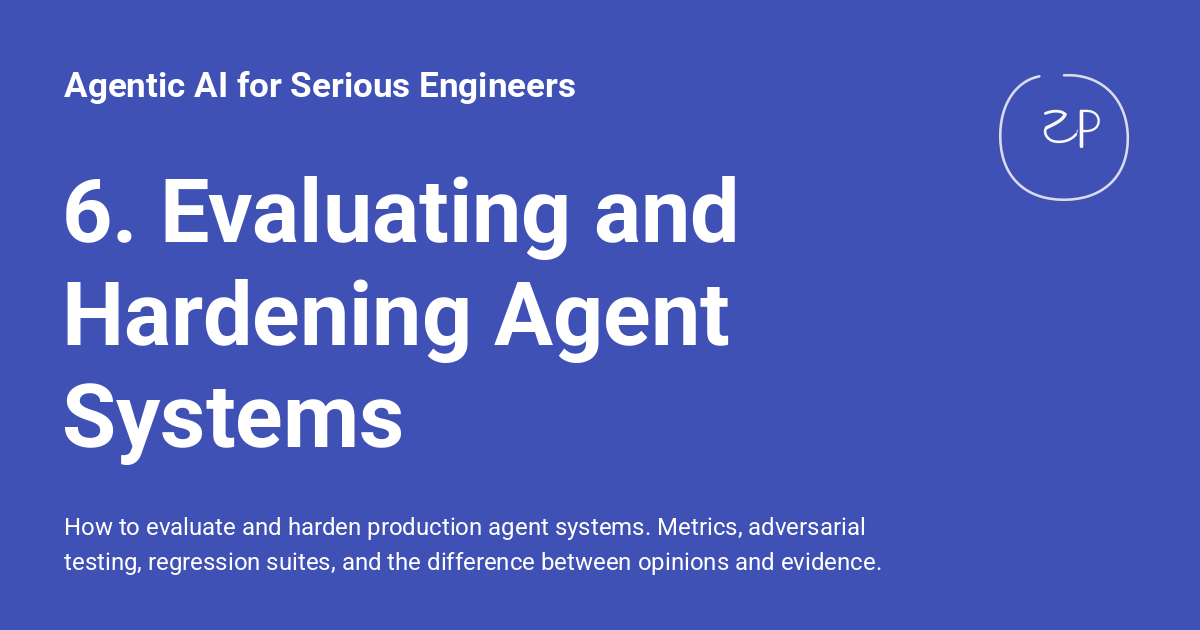 Agentic AI for Serious Engineers
6. Evaluating and
Hardening Agent
Systems
How to evaluate and harden production agent systems. Metrics, adversarial
testing, regression suites, and the difference between opinions and evidence.